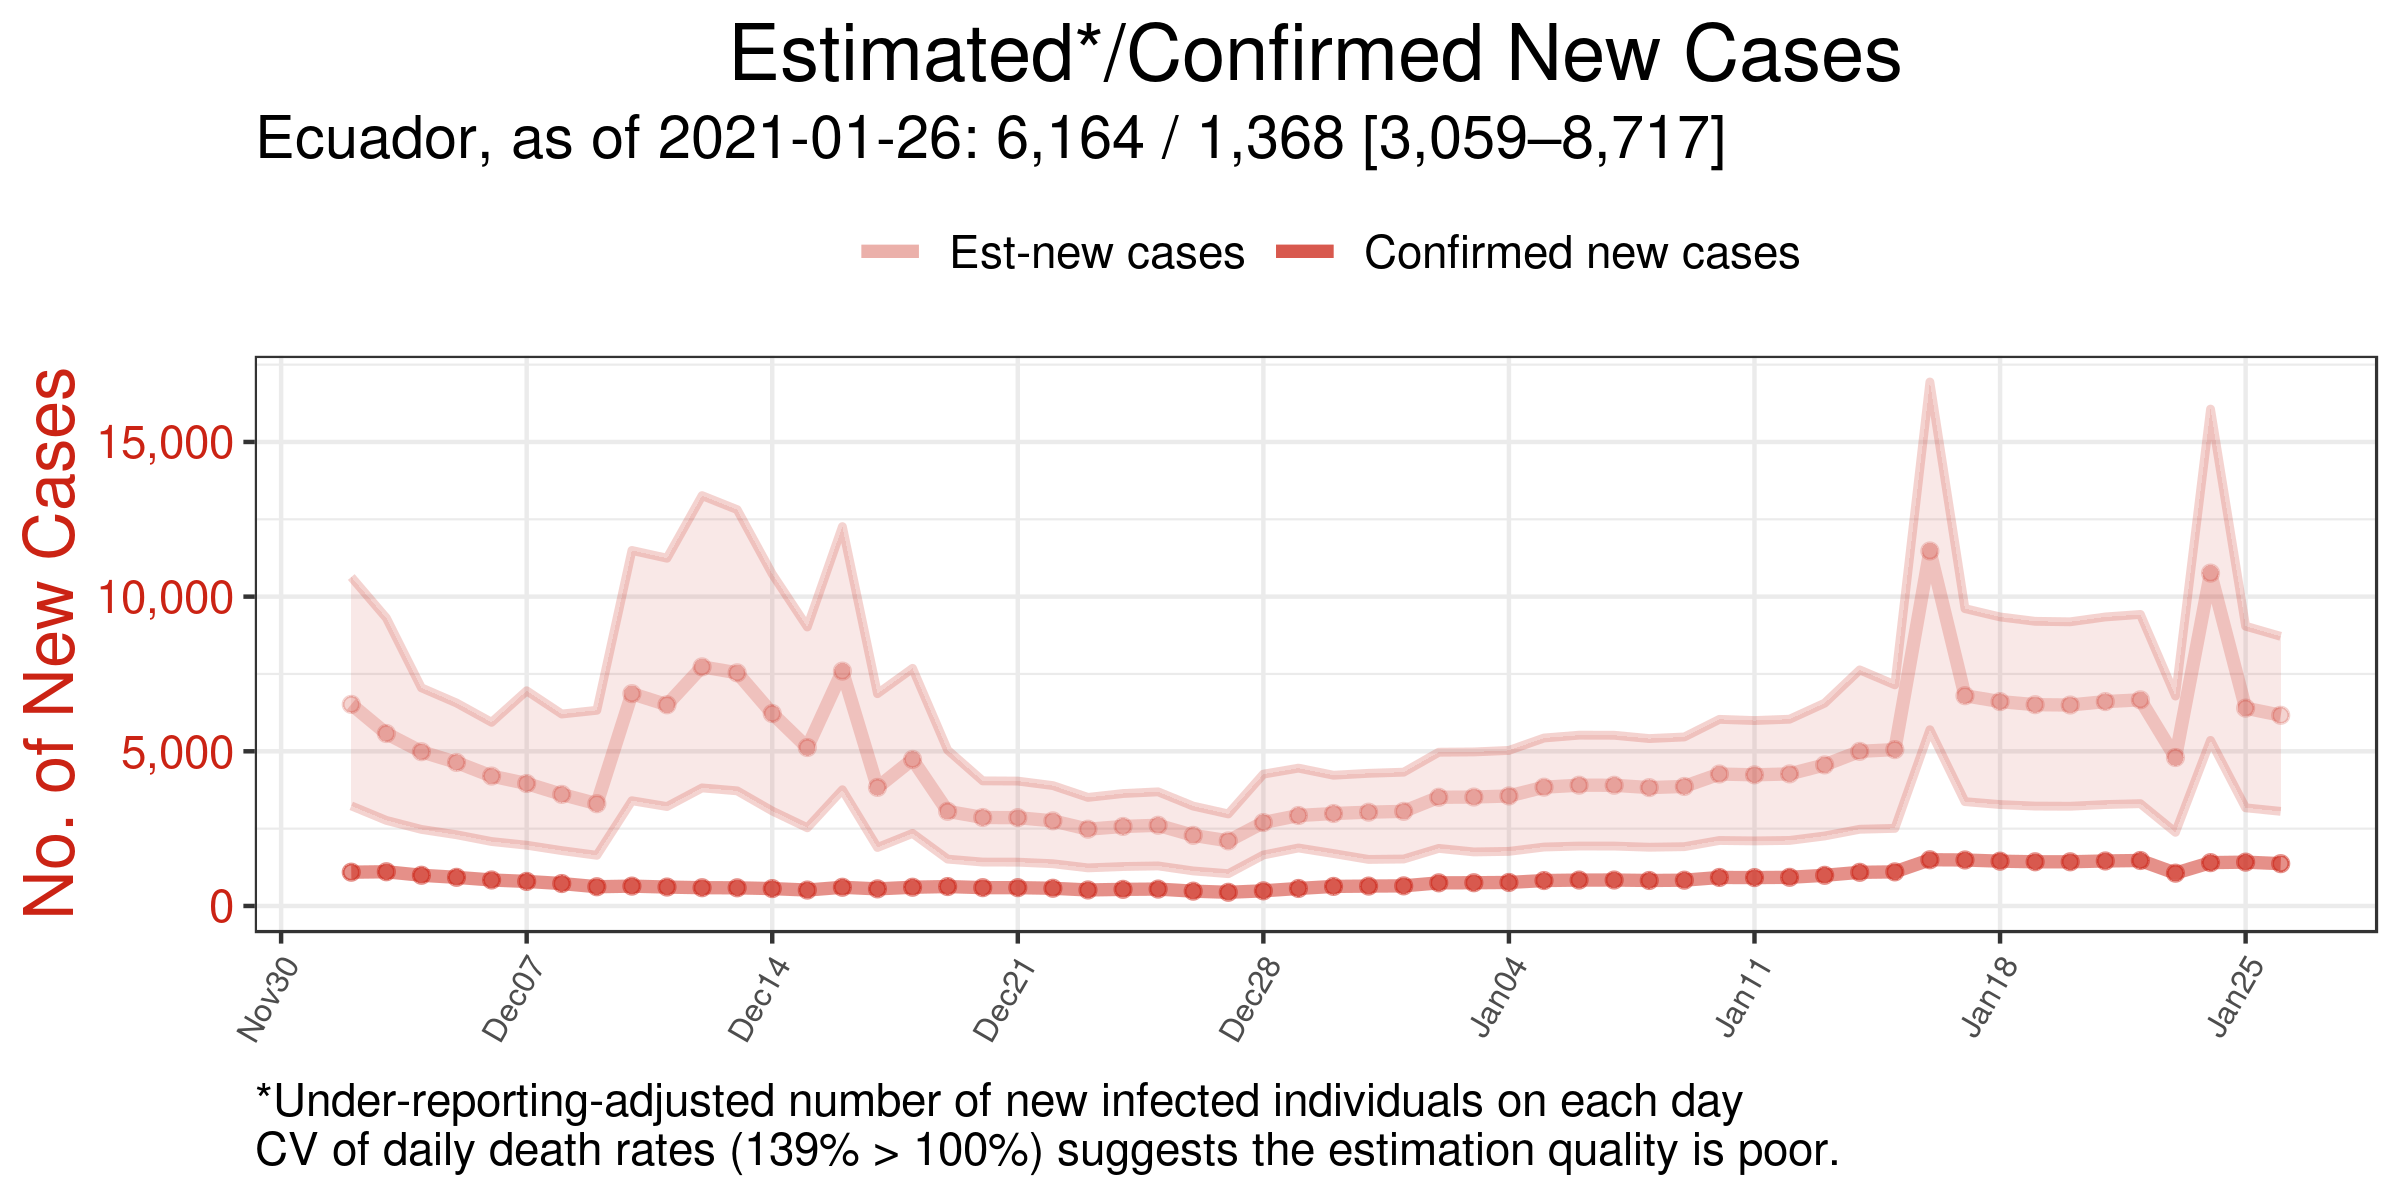 Estimated*/Confirmed New Cases
Ecuador, as of 2021-01-26: 6,164 / 1,368 [3,059–8,717]
Est-new cases
Confirmed new cases
No. of New Cases
15,000
10,000
5,000
0
Nov30
Dec07
Dec14
Dec21
Dec28
Jan04
Jan11
Jan18
Jan25
*Under-reporting-adjusted number of new infected individuals on each day
CV of daily death rates (139% > 100%) suggests the estimation quality is poor.